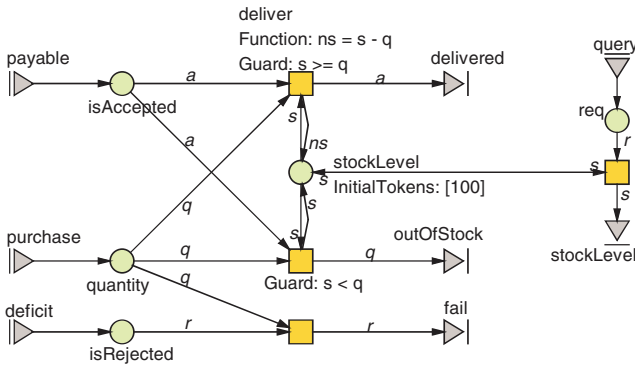 deliver
Function: ns = s - q
Guard: s >= q
payable
delivered
query
a
a
isAccepted
req
s
a
ns
r
stockLevel
s
s
InitialTokens: [100]
s
s
q
s
purchase
q
q
outOfStock
stockLevel
quantity
q
Guard: s < q
deficit
fail
r
r
isRejected